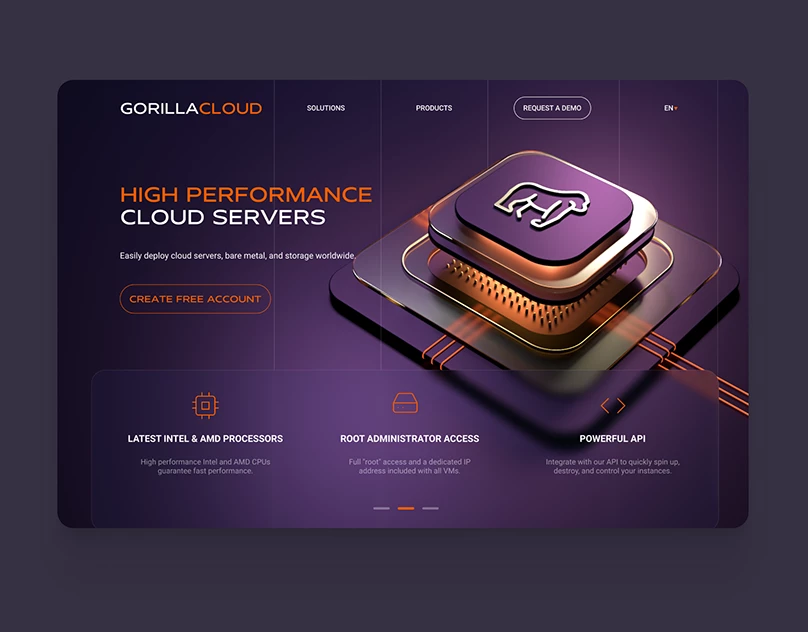 GORILLACLOUD
SOLUTIONS
PRODUCTS
REQUEST A DEMO
EN
HIGH PERFORMANCE
CLOUD SERVERS
Easily deploy cloud servers, bare metal, and storage worldwide.
CREATE FREE ACCOUNT
LATEST INTEL & AMD PROCESSORS
High performance Intel and AMD CPUs
guarantee fast performance.
ROOT ADMINISTRATOR ACCESS
Full "root" access and a dedicated IP
address included with all VMs.
POWERFUL API
Integrate with our API to quickly spin up,
destroy, and control your instances.